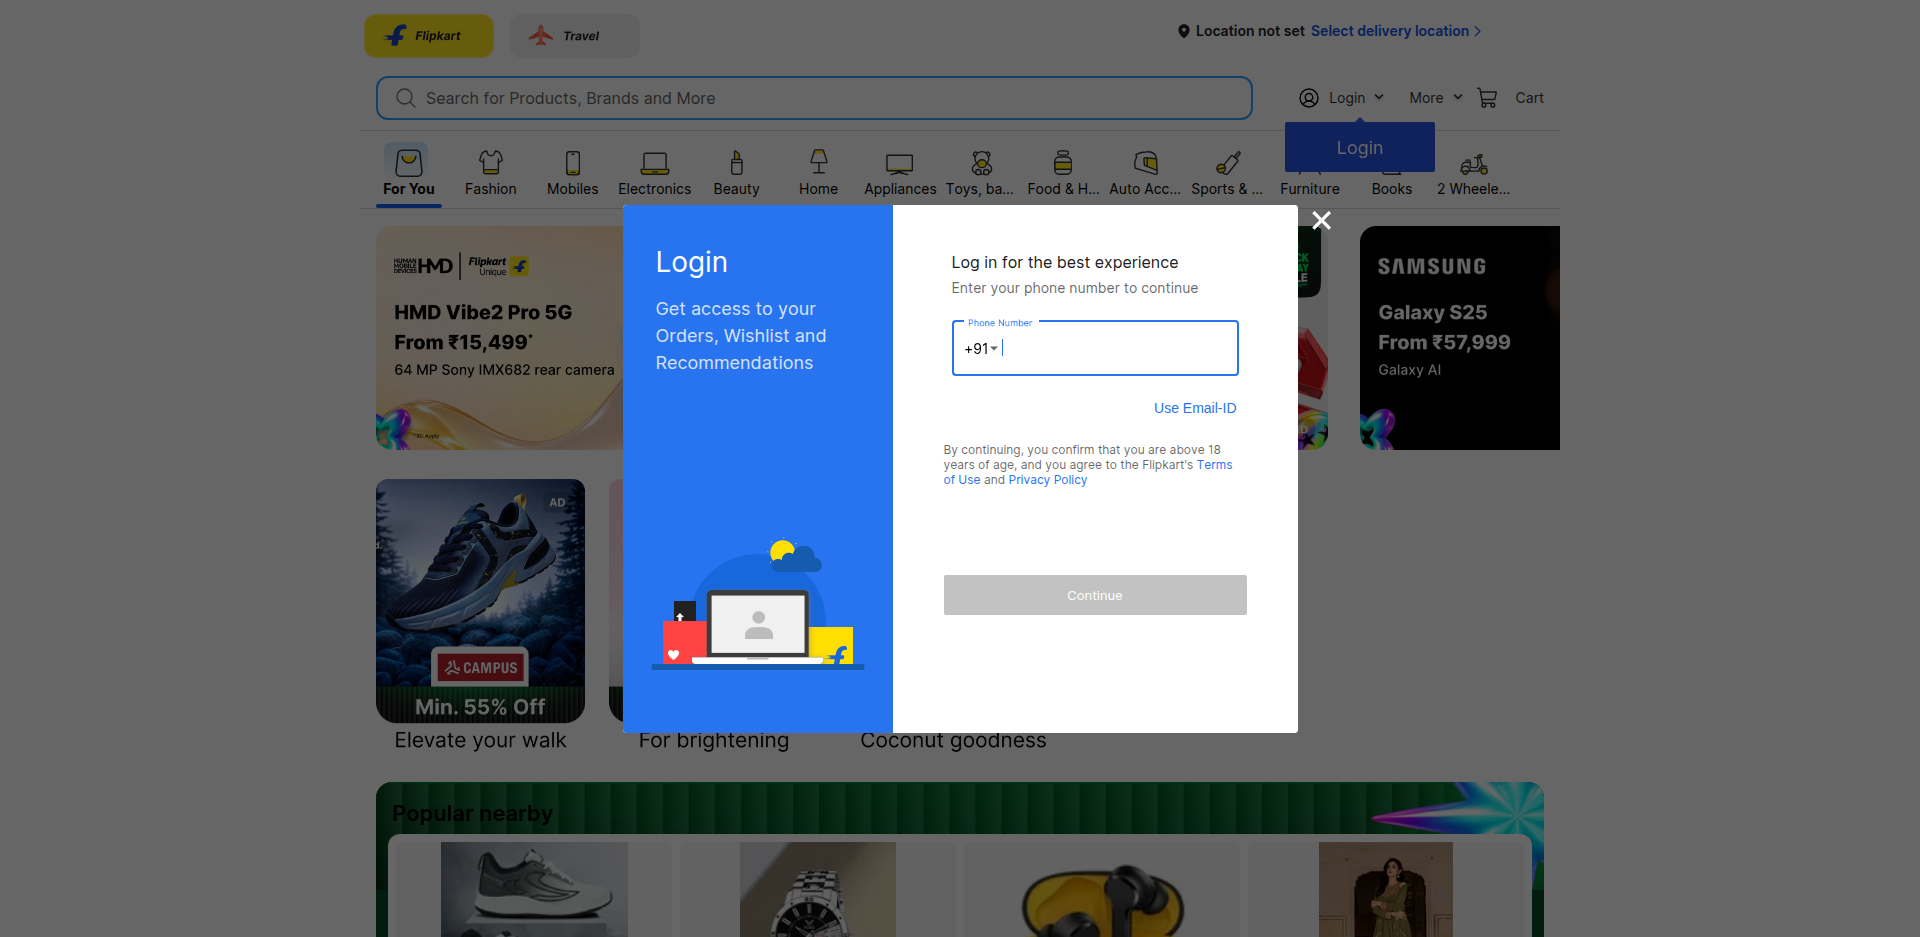 Flipkart
Travel
Location not set Select delivery location
Search for Products, Brands and More
Login
More
Cart
Login
For You
Fashion
Mobiles
Electronics
Beauty
Home
Appliances
Toys, ba...
Food & H...
Auto Acc...
Sports & ...
Furniture
Books
2 Wheele...
HUMAN MOBILE DEVICES HMD
Flipkart Unique
HMD Vibe2 Pro 5G
From ₹15,499*
64 MP Sony IMX682 rear camera
*T&C Apply
Login
Get access to your
Orders, Wishlist and
Recommendations
Log in for the best experience
Enter your phone number to continue
Phone Number
+91
Use Email-ID
By continuing, you confirm that you are above 18
years of age, and you agree to the Flipkart's Terms
of Use and Privacy Policy
Continue
SAMSUNG
Galaxy S25
From ₹57,999
Galaxy AI
AD
CAMPUS
Min. 55% Off
Elevate your walk
For brightening
Coconut goodness
Popular nearby